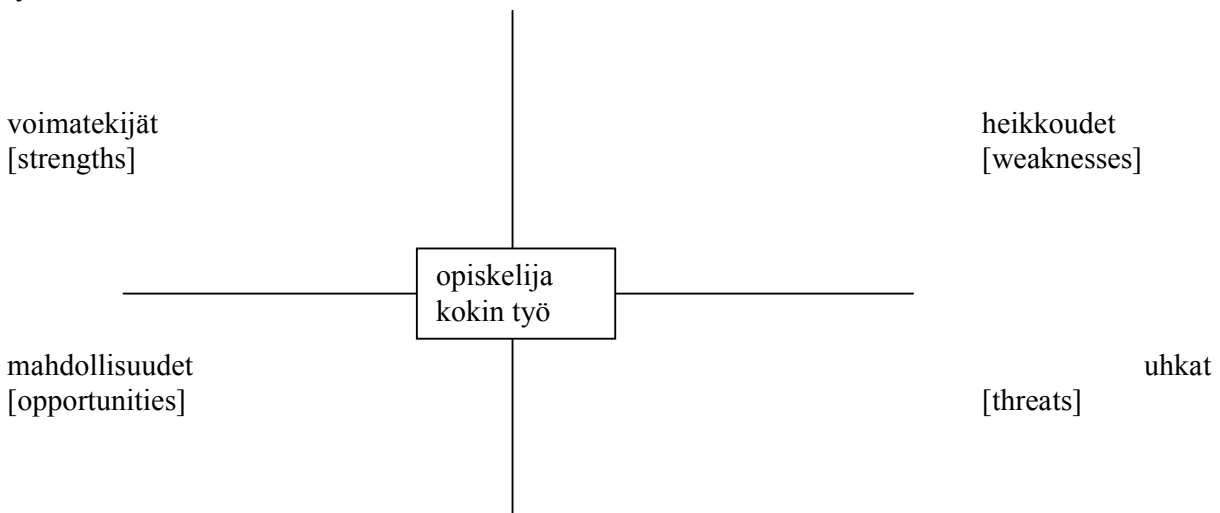 voimatekijät
[strengths]
heikkoudet
[weaknesses]
opiskelija
kokin työ
mahdollisuudet
[opportunities]
uhkat
[threats]